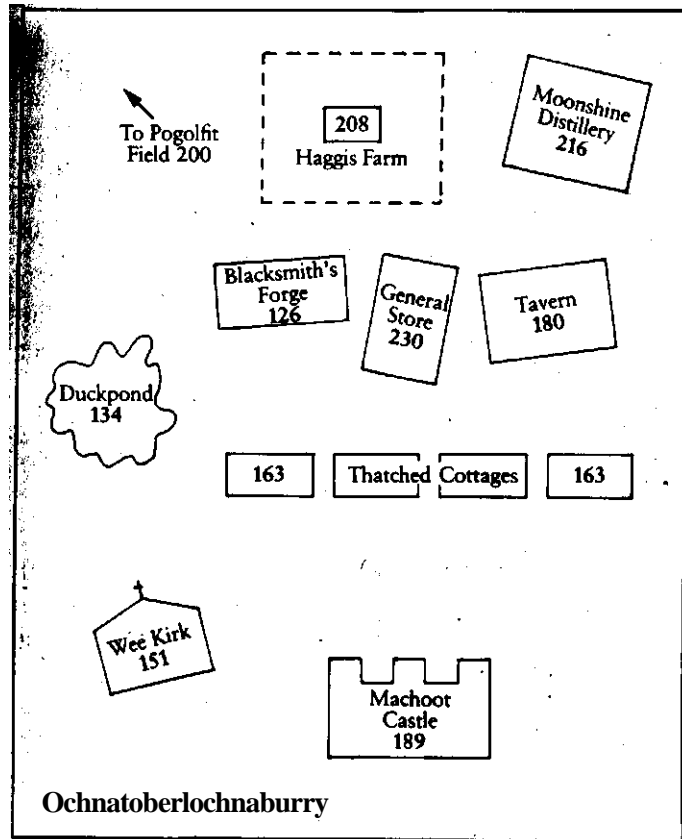 To Pogolfit
Field 200
208
Haggis Farm
Moonshine
Distillery
216
Blacksmith's
Forge
126
General
Store
230
Tavern
180
Duckpond
134
163
Thatched Cottages
163
Wee Kirk
151
Machoot
Castle
189
Ochnatoberlochnaburry